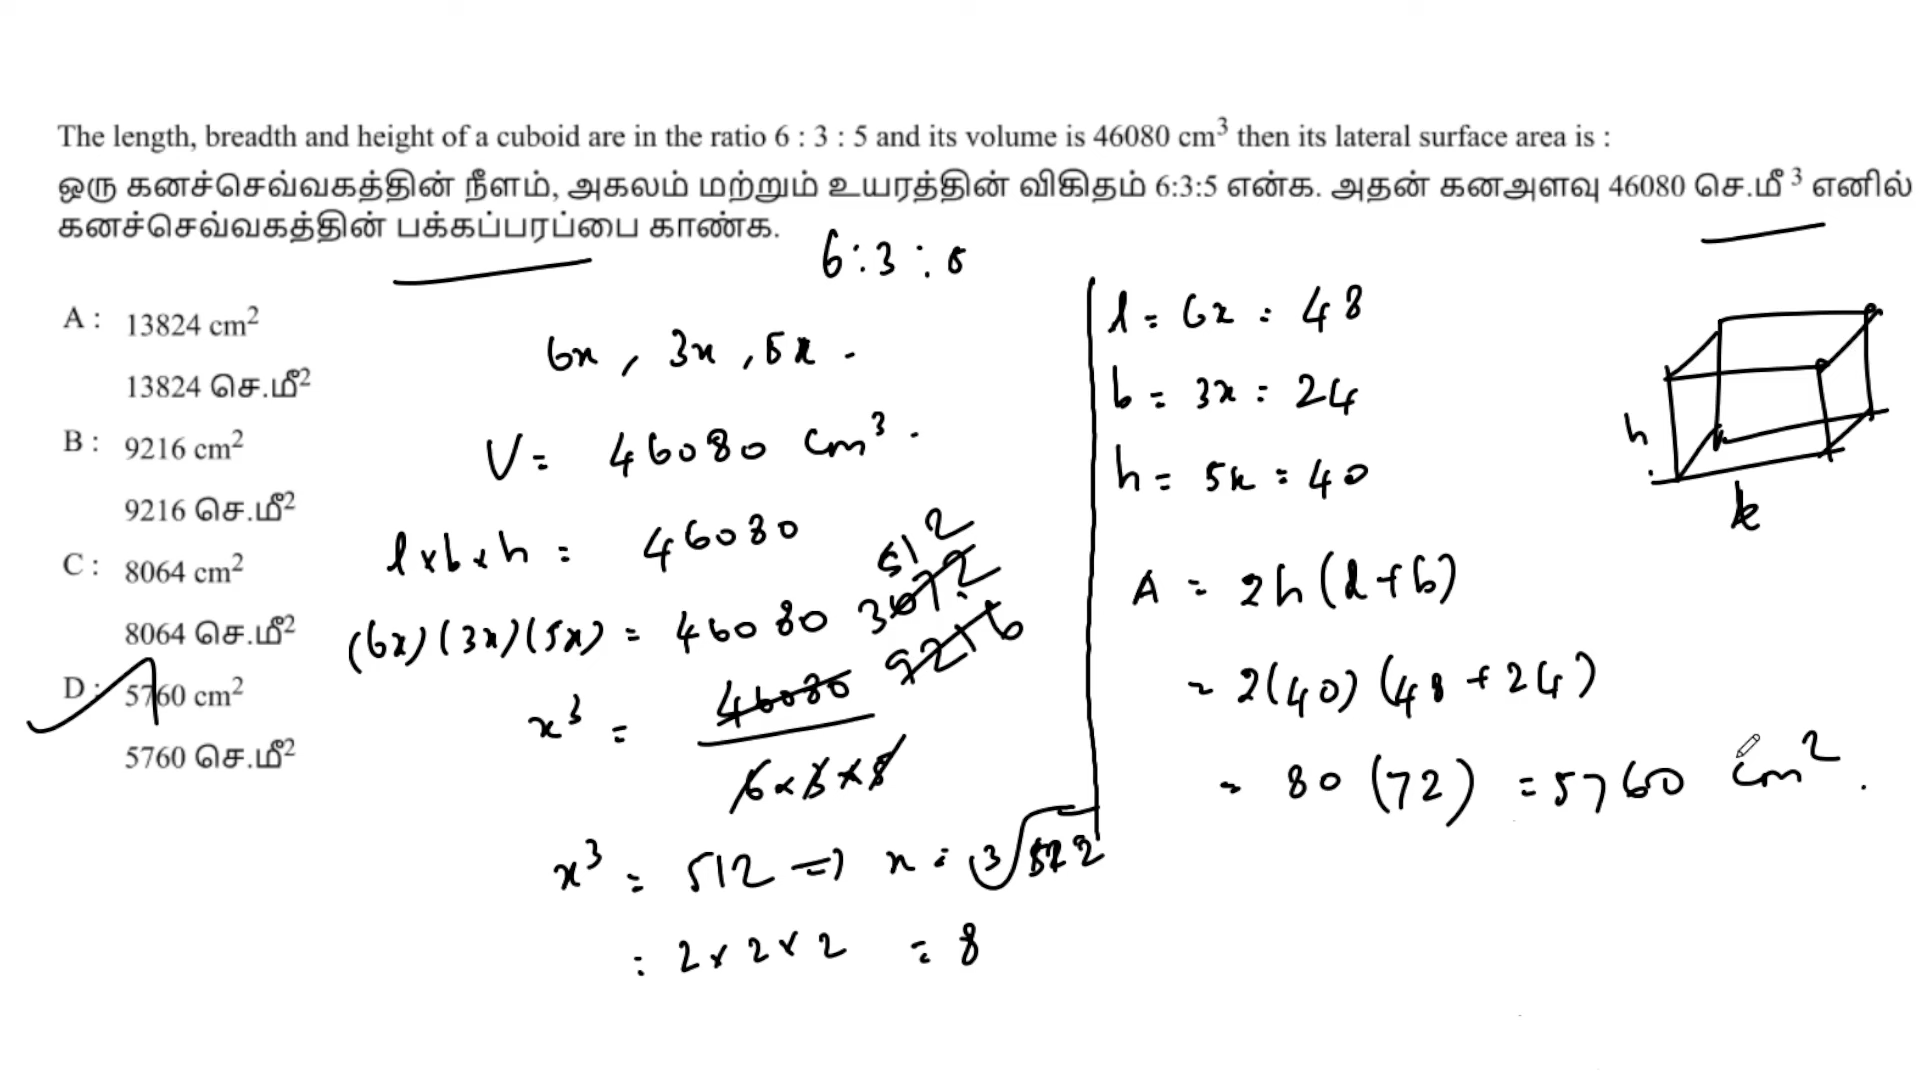 The length, breadth and height of a cuboid are in the ratio 6 : 3 : 5 and its volume is 46080 cm³ then its lateral surface area is :
ஒரு கனச்செவ்வகத்தின் நீளம், அகலம் மற்றும் உயரத்தின் விகிதம் 6:3:5 என்க. அதன் கனஅளவு 46080 செ.மீ ³ எனில்
கனச்செவ்வகத்தின் பக்கப்பரப்பை காண்க.
A : 13824 cm²
13824 செ.மீ²
B : 9216 cm²
9216 செ.மீ²
C : 8064 cm²
8064 செ.மீ²
D : 5760 cm²
5760 செ.மீ²
6 : 3 : 5
6x , 3x , 5x .
V = 46080 cm³ .
l x b x h = 46080
512
(6x) (3x) (5x) = 46080 3072
x³ = 46080 9216
6 x 3 x 5
x³ = 512 => x = ³√512
= 2 x 2 x 2 = 8
l = 6x = 48
b = 3x = 24
h = 5x = 40
A = 2h (l + b)
= 2(40) (48 + 24)
= 80 (72) = 5760 cm² .
h